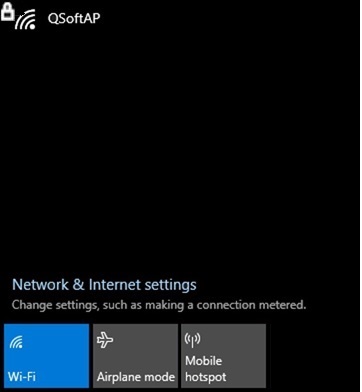 QSoftAP
Network & Internet settings
Change settings, such as making a connection metered.
Wi-Fi
Airplane mode
Mobile
hotspot